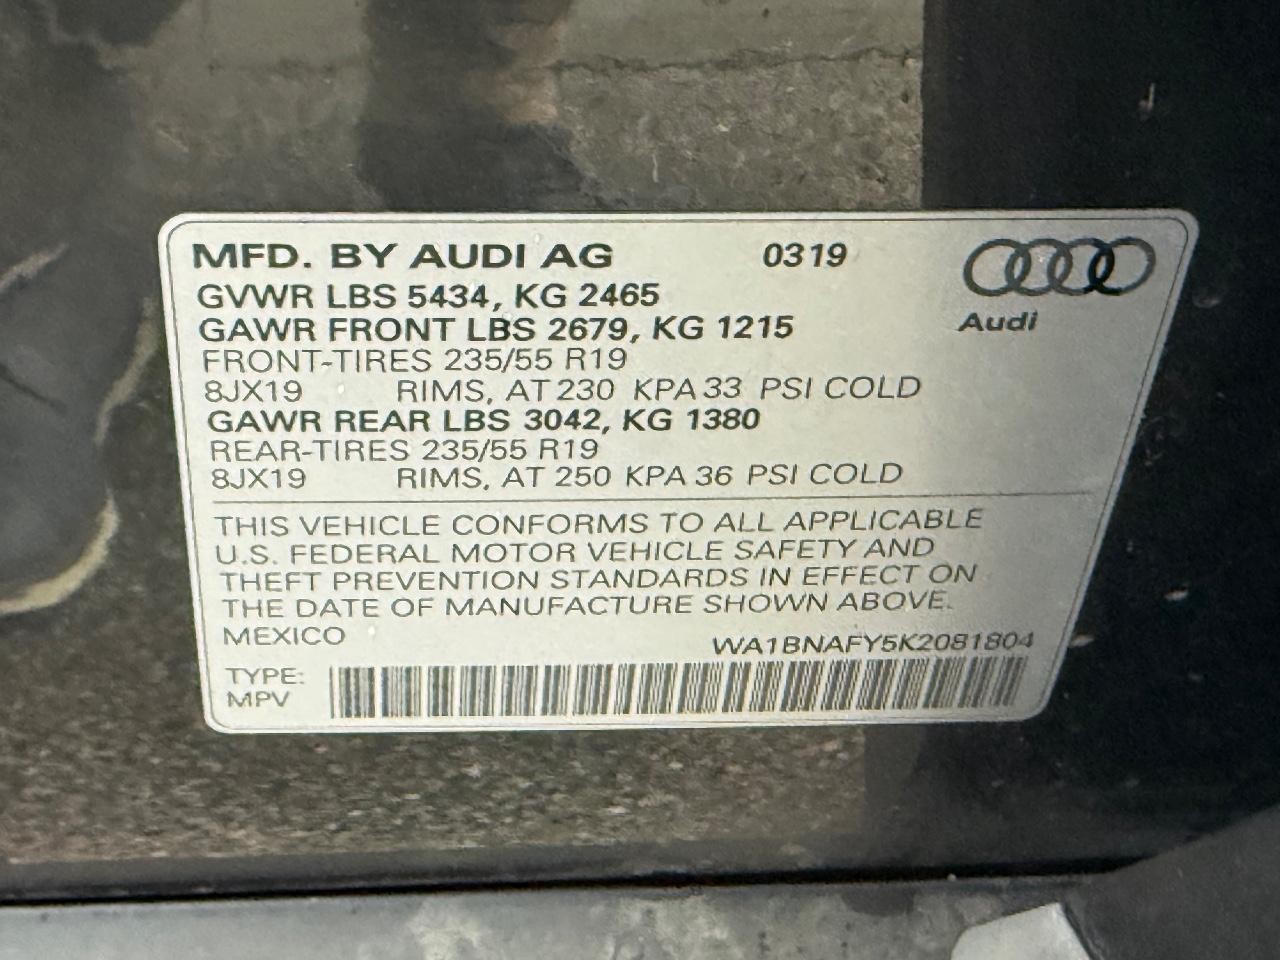 MFD. BY AUDI AG 0319
GVWR LBS 5434, KG 2465
GAWR FRONT LBS 2679, KG 1215
Audi
FRONT-TIRES 235/55 R19
8JX19 RIMS, AT 230 KPA 33 PSI COLD
GAWR REAR LBS 3042, KG 1380
REAR-TIRES 235/55 R19
8JX19 RIMS, AT 250 KPA 36 PSI COLD
THIS VEHICLE CONFORMS TO ALL APPLICABLE
U.S. FEDERAL MOTOR VEHICLE SAFETY AND
THEFT PREVENTION STANDARDS IN EFFECT ON
THE DATE OF MANUFACTURE SHOWN ABOVE.
MEXICO WA1BNAFY5K2081804
TYPE:
MPV